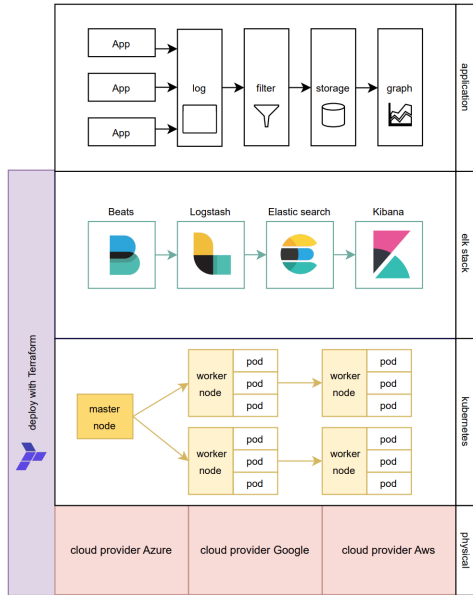 App
App
App
log
filter
storage
graph
application
Beats
Logstash
Elastic search
Kibana
elk stack
deploy with Terraform
master
node
worker
node
pod
pod
pod
worker
node
pod
pod
pod
worker
node
pod
pod
pod
worker
node
pod
pod
pod
kubernetes
cloud provider Azure
cloud provider Google
cloud provider Aws
physical